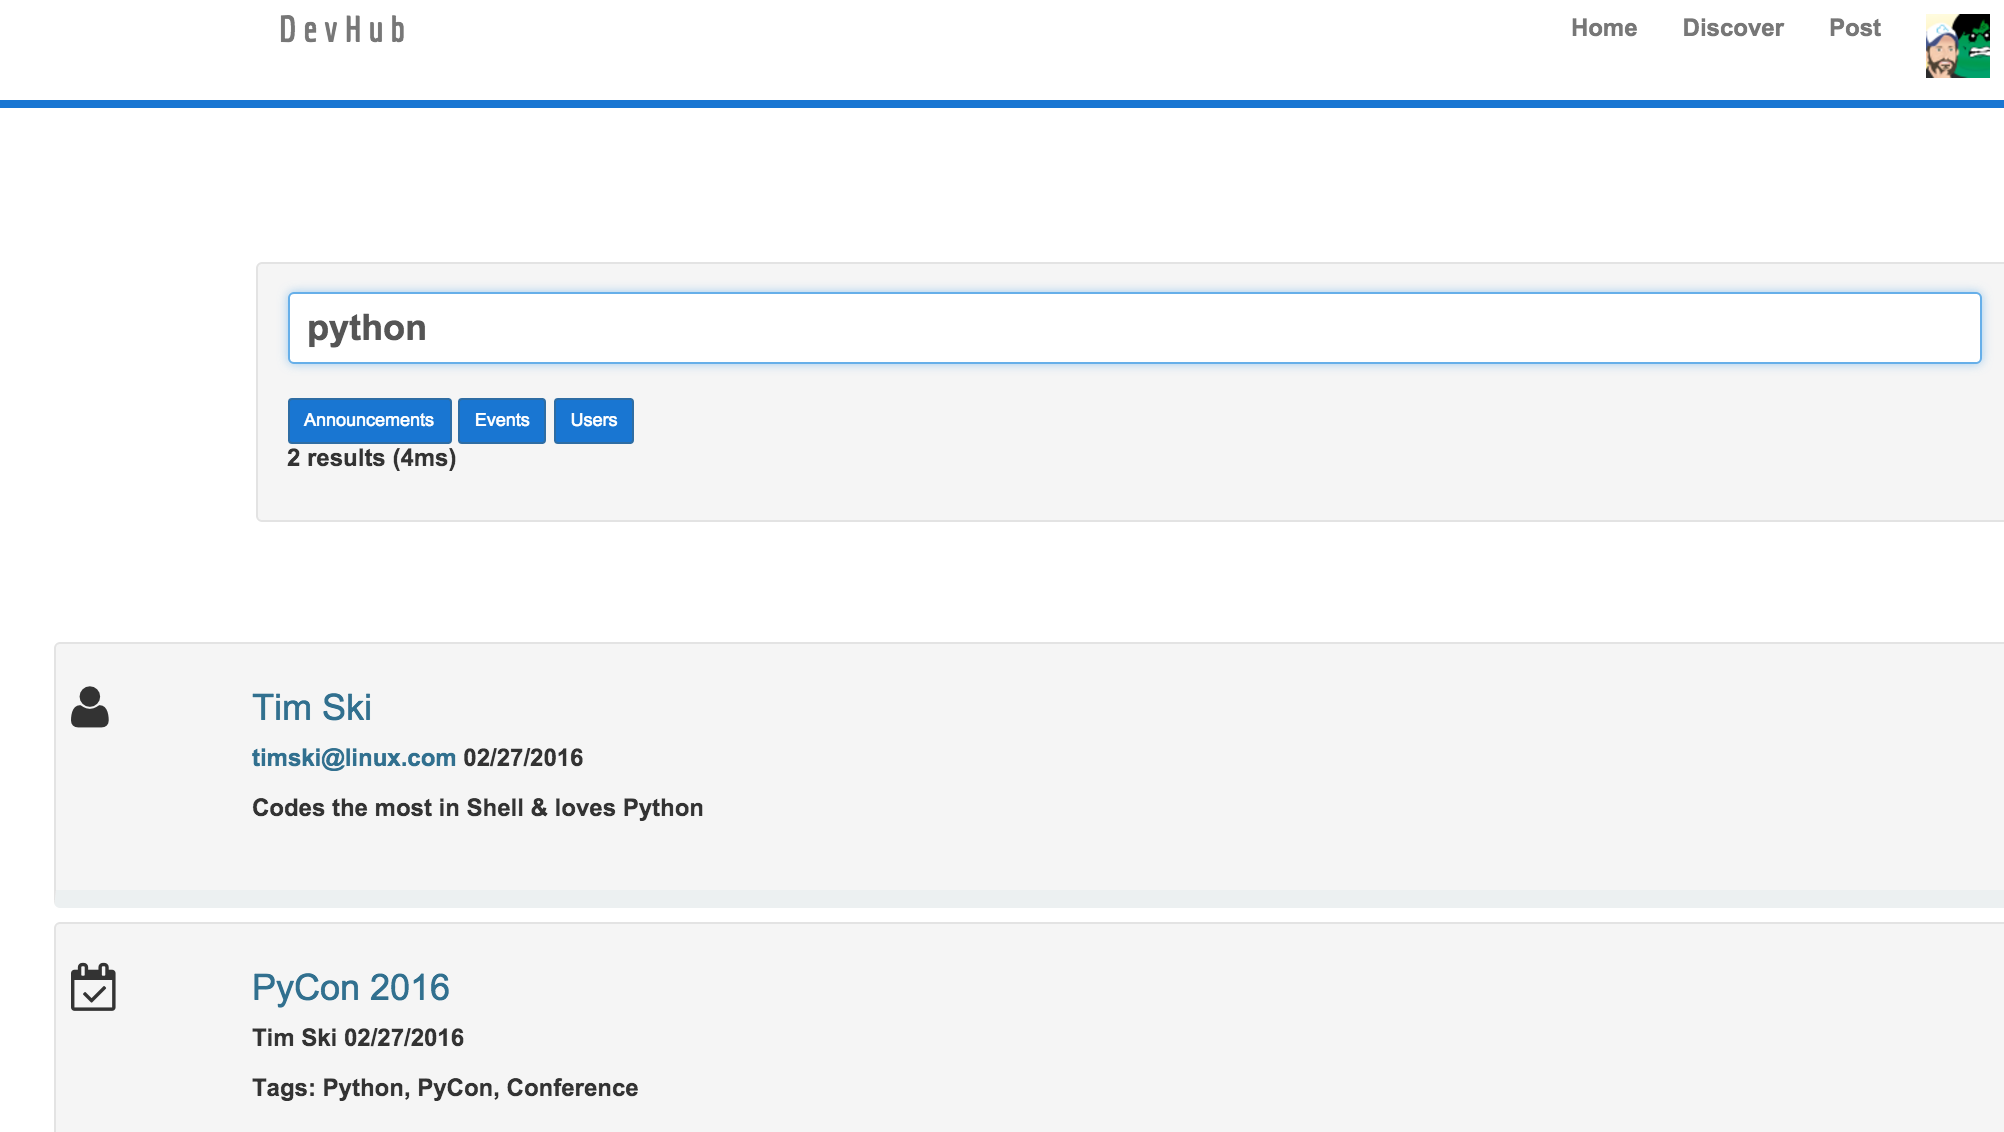 DevHub
Home Discover Post
python
Announcements Events Users
2 results (4ms)
Tim Ski
timski@linux.com 02/27/2016
Codes the most in Shell & loves Python
PyCon 2016
Tim Ski 02/27/2016
Tags: Python, PyCon, Conference